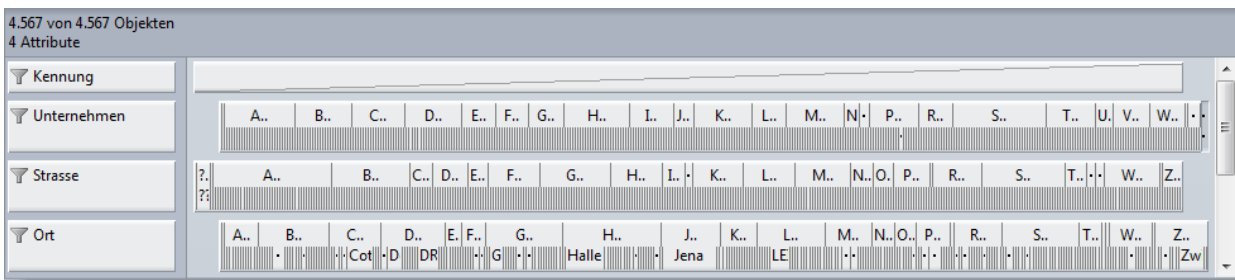 4.567 von 4.567 Objekten
4 Attribute
Kennung
Unternehmen
A.. B.. C.. D.. E.. F.. G.. H.. I.. J.. K.. L.. M.. N P.. R.. S.. T.. U. V.. W..
Strasse
?. A.. B.. C.. D.. E.. F.. G.. H.. I.. K.. L.. M.. N.. O. P.. R.. S.. T.. W.. Z..
??
Ort
A.. B.. C.. D.. E. F.. G.. H.. J.. K.. L.. M.. N.. O.. P.. R.. S.. T.. W.. Z..
Cot D DR G Halle Jena LE Zw